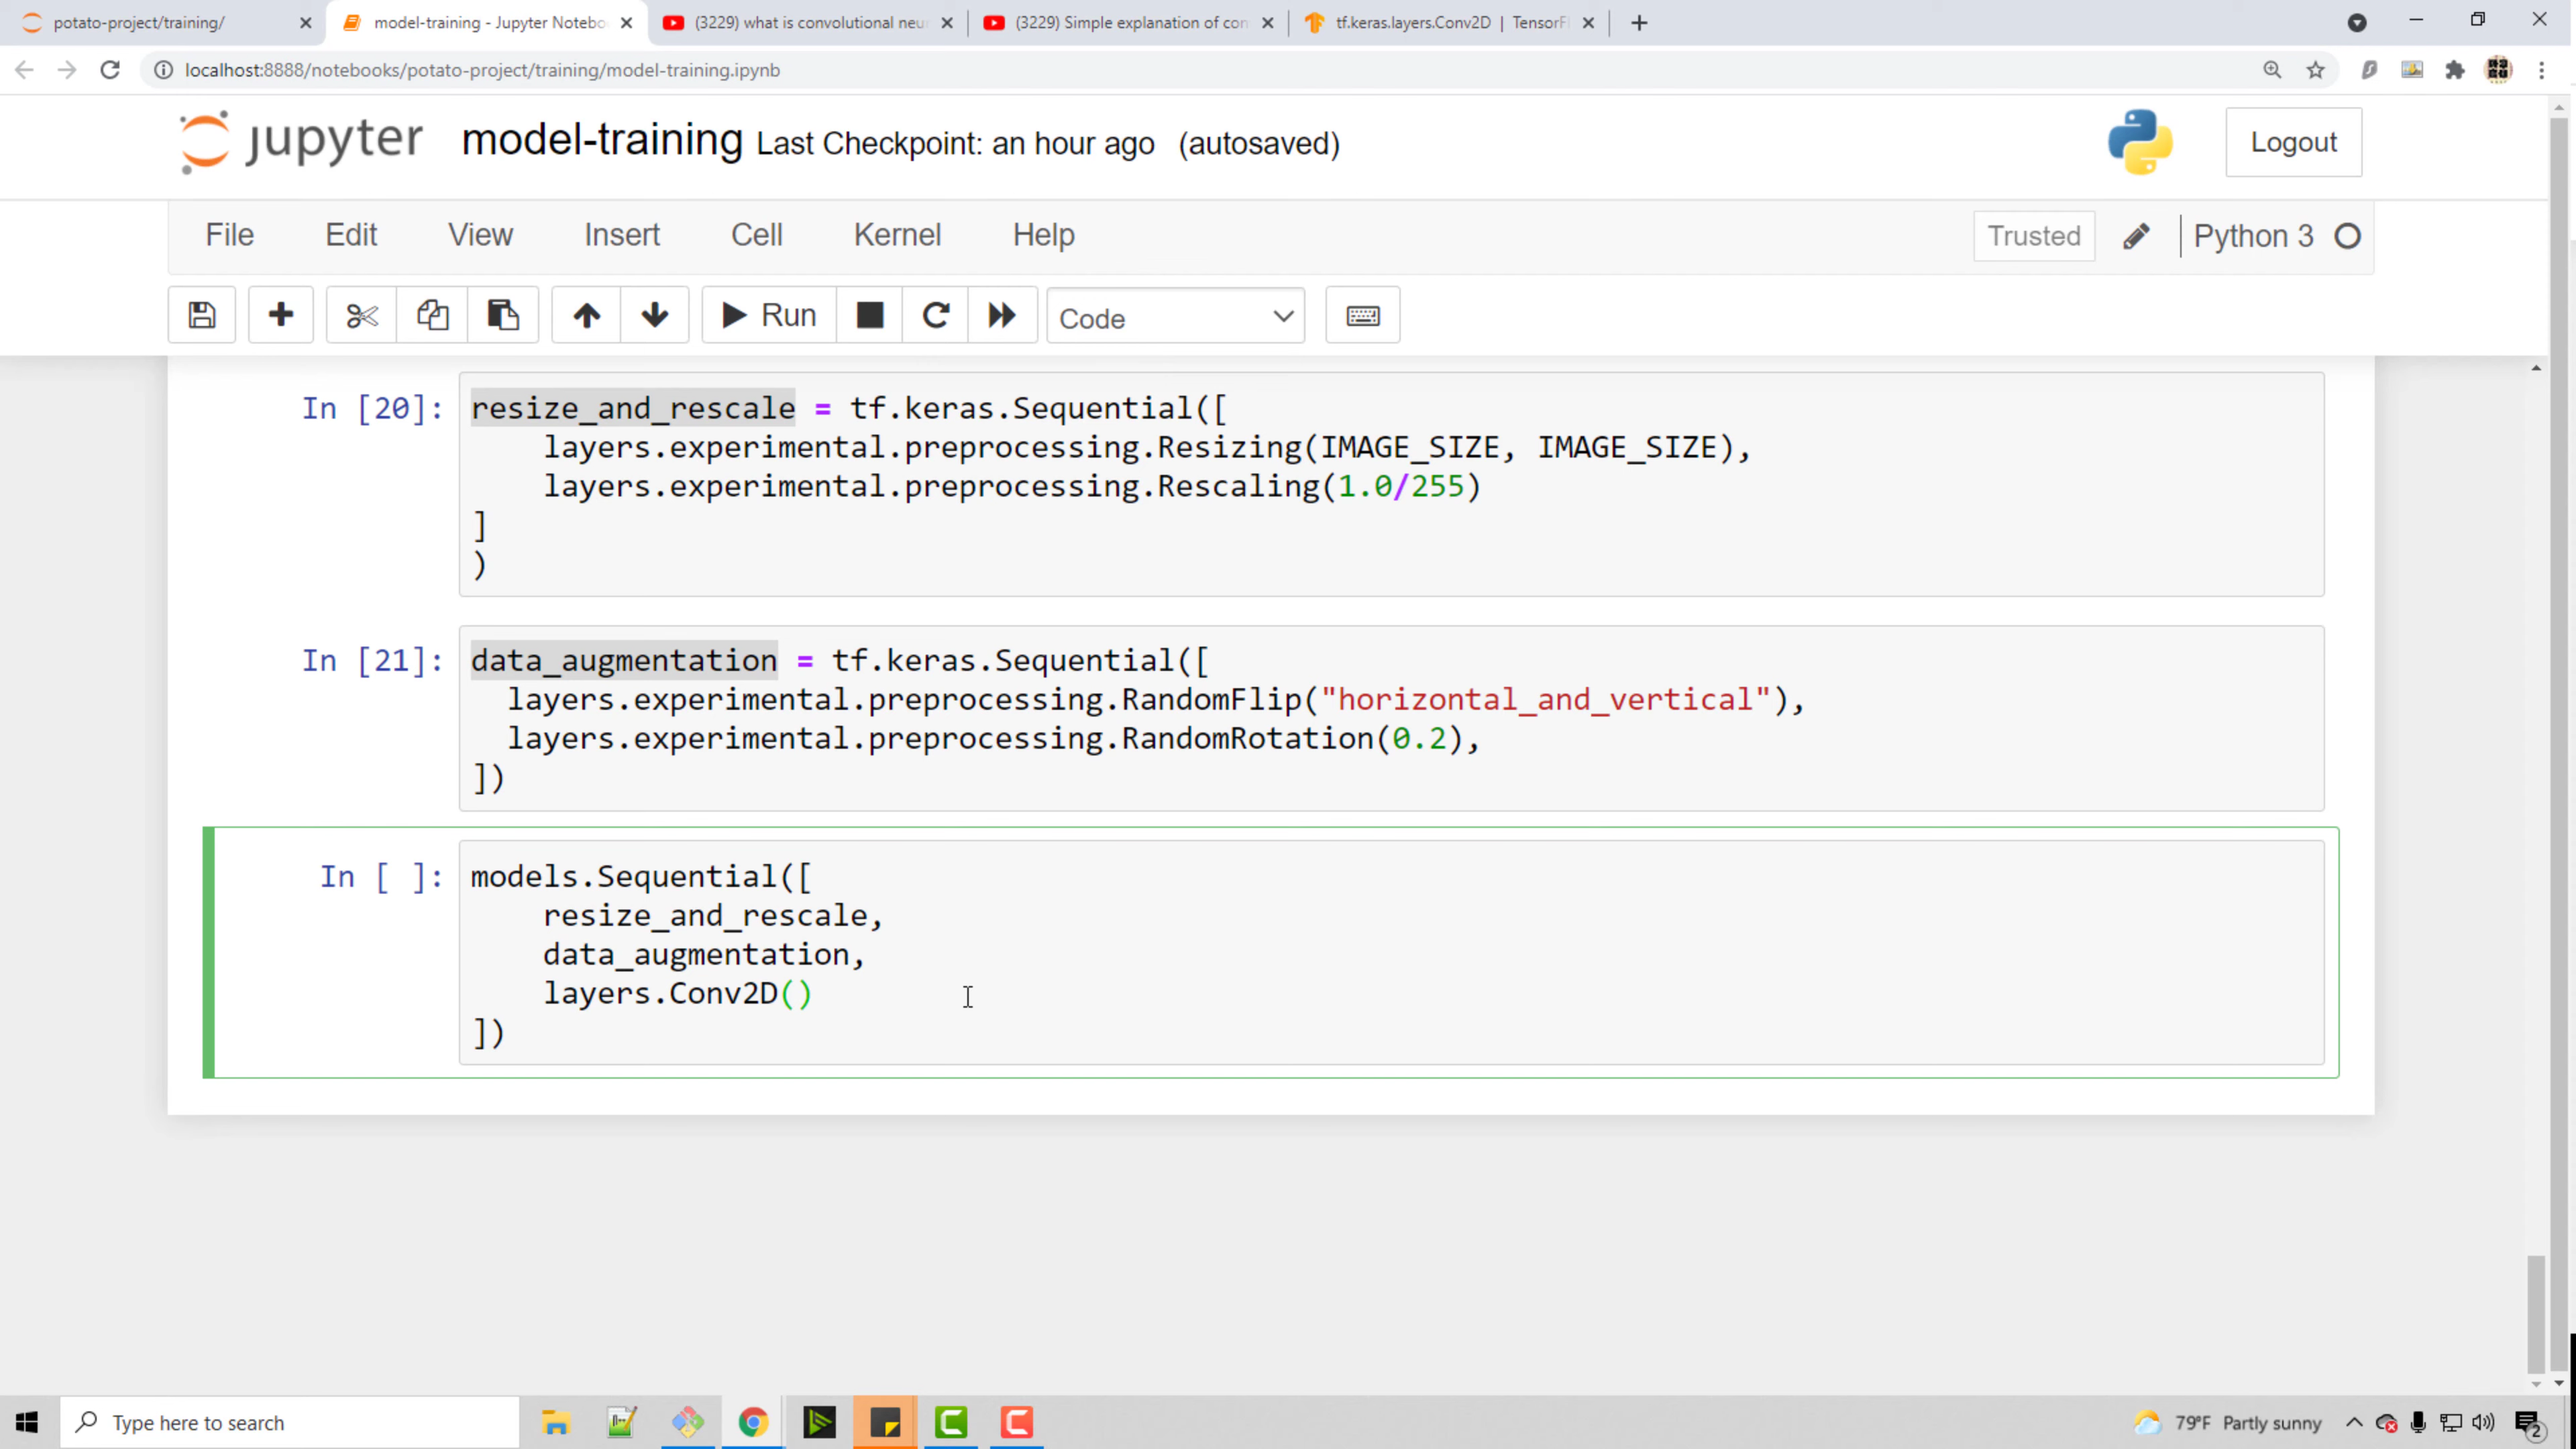 potato-project/training/
model-training - Jupyter Notebo
(3229) what is convolutional neur
(3229) Simple explanation of con
tf.keras.layers.Conv2D | TensorFl
localhost:8888/notebooks/potato-project/training/model-training.ipynb
jupyter model-training Last Checkpoint: an hour ago (autosaved)
Logout
File Edit View Insert Cell Kernel Help
Trusted
Python 3
Run
Code
In [20]: resize_and_rescale = tf.keras.Sequential([
    layers.experimental.preprocessing.Resizing(IMAGE_SIZE, IMAGE_SIZE),
    layers.experimental.preprocessing.Rescaling(1.0/255)
]
)
In [21]: data_augmentation = tf.keras.Sequential([
  layers.experimental.preprocessing.RandomFlip("horizontal_and_vertical"),
  layers.experimental.preprocessing.RandomRotation(0.2),
])
In [ ]: models.Sequential([
    resize_and_rescale,
    data_augmentation,
    layers.Conv2D()
])
Type here to search
79°F Partly sunny
2